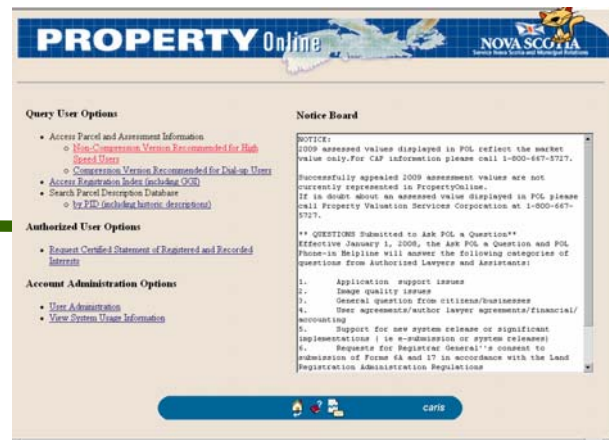 PROPERTY Online
NOVA SCOTIA
Service Nova Scotia and Municipal Relations
Query User Options
Access Parcel and Assessment Information
Non-Compression Version Recommended for High
Speed Users
Compression Version Recommended for Dial-up Users
Access Registration Index (including GGI)
Search Parcel Description Database
by PID (including historic descriptions)
Authorized User Options
Request Certified Statement of Registered and Recorded
Interests
Account Administration Options
User Administration
View System Usage Information
Notice Board
NOTICE:
2009 assessed values displayed in POL reflect the market
value only.For CAP information please call 1-800-667-5727.
Successfully appealed 2009 assessment values are not
currently represented in PropertyOnline.
If in doubt about an assessed value displayed in POL please
call Property Valuation Services Corporation at 1-800-667-
5727.
** QUESTIONS Submitted to Ask POL a Question**
Effective January 1, 2008, the Ask POL a Question and POL
Phone-in Helpline will answer the following categories of
questions from Authorized Lawyers and Assistants:
1. Application support issues
2. Image quality issues
3. General question from citizens/businesses
4. User agreements/author lawyer agreements/financial/
accounting
5. Support for new system release or significant
implementations ( ie e-submission or system releases)
6. Requests for Registrar General''s consent to
submission of Forms 6A and 17 in accordance with the Land
Registration Administration Regulations
caris